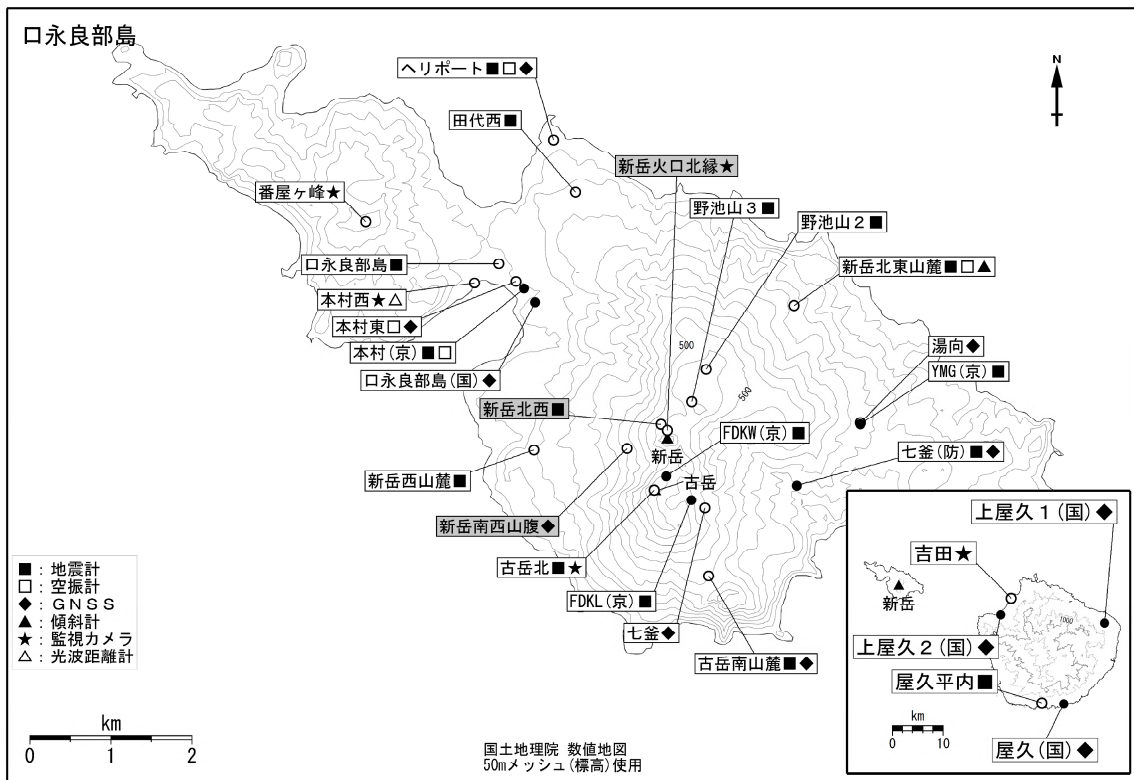 口永良部島
N
ヘリポート■□◆
田代西■
新岳火口北縁★
番屋ヶ峰★
野池山３■
野池山２■
口永良部島■
新岳北東山麓■□▲
本村西★△
本村東□◆
本村(京)■□
口永良部島(国)◆
500
500
湯向◆
YMG(京)■
新岳北西■
FDKW(京)■
新岳
七釜(防)■◆
新岳西山麓■
古岳
新岳南西山腹◆
古岳北■★
FDKL(京)■
七釜◆
古岳南山麓■◆
■：地震計
□：空振計
◆：ＧＮＳＳ
▲：傾斜計
★：監視カメラ
△：光波距離計
km
0 1 2
国土地理院 数値地図
50mメッシュ(標高)使用
上屋久１(国)◆
吉田★
新岳
1000
上屋久２(国)◆
屋久平内■
km
0 10
屋久(国)◆